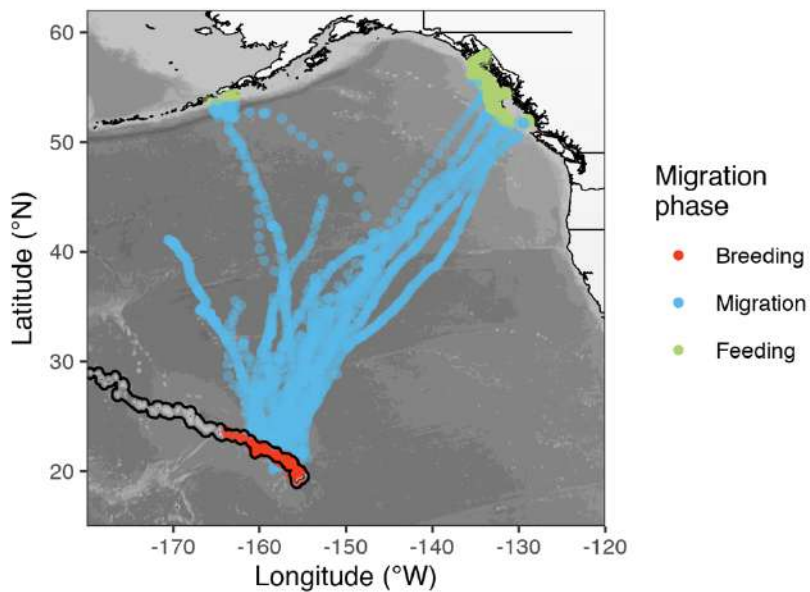 60
50
40
30
20
Latitude (°N)
-170
-160
-150
-140
-130
-120
Longitude (°W)
Migration
phase
Breeding
Migration
Feeding